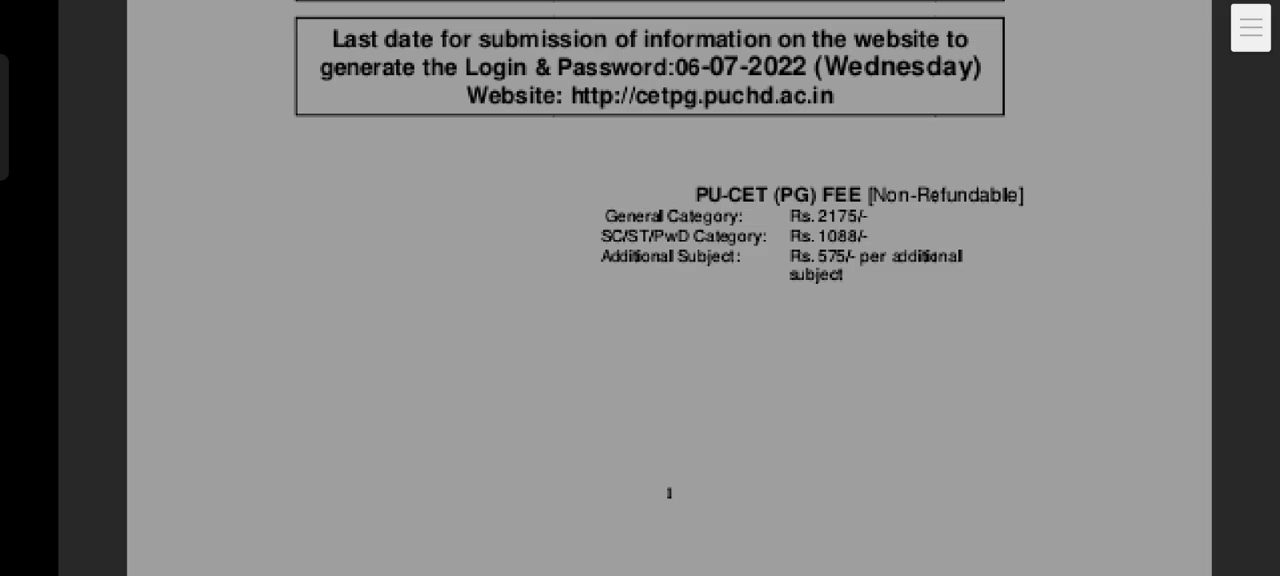 Last date for submission of information on the website to
generate the Login & Password:06-07-2022 (Wednesday)
Website: http://cetpg.puchd.ac.in
PU-CET (PG) FEE [Non-Refundable]
General Category: Rs. 2175/-
SC/ST/PwD Category: Rs. 1088/-
Additional Subject: Rs. 575/- per additional
subject